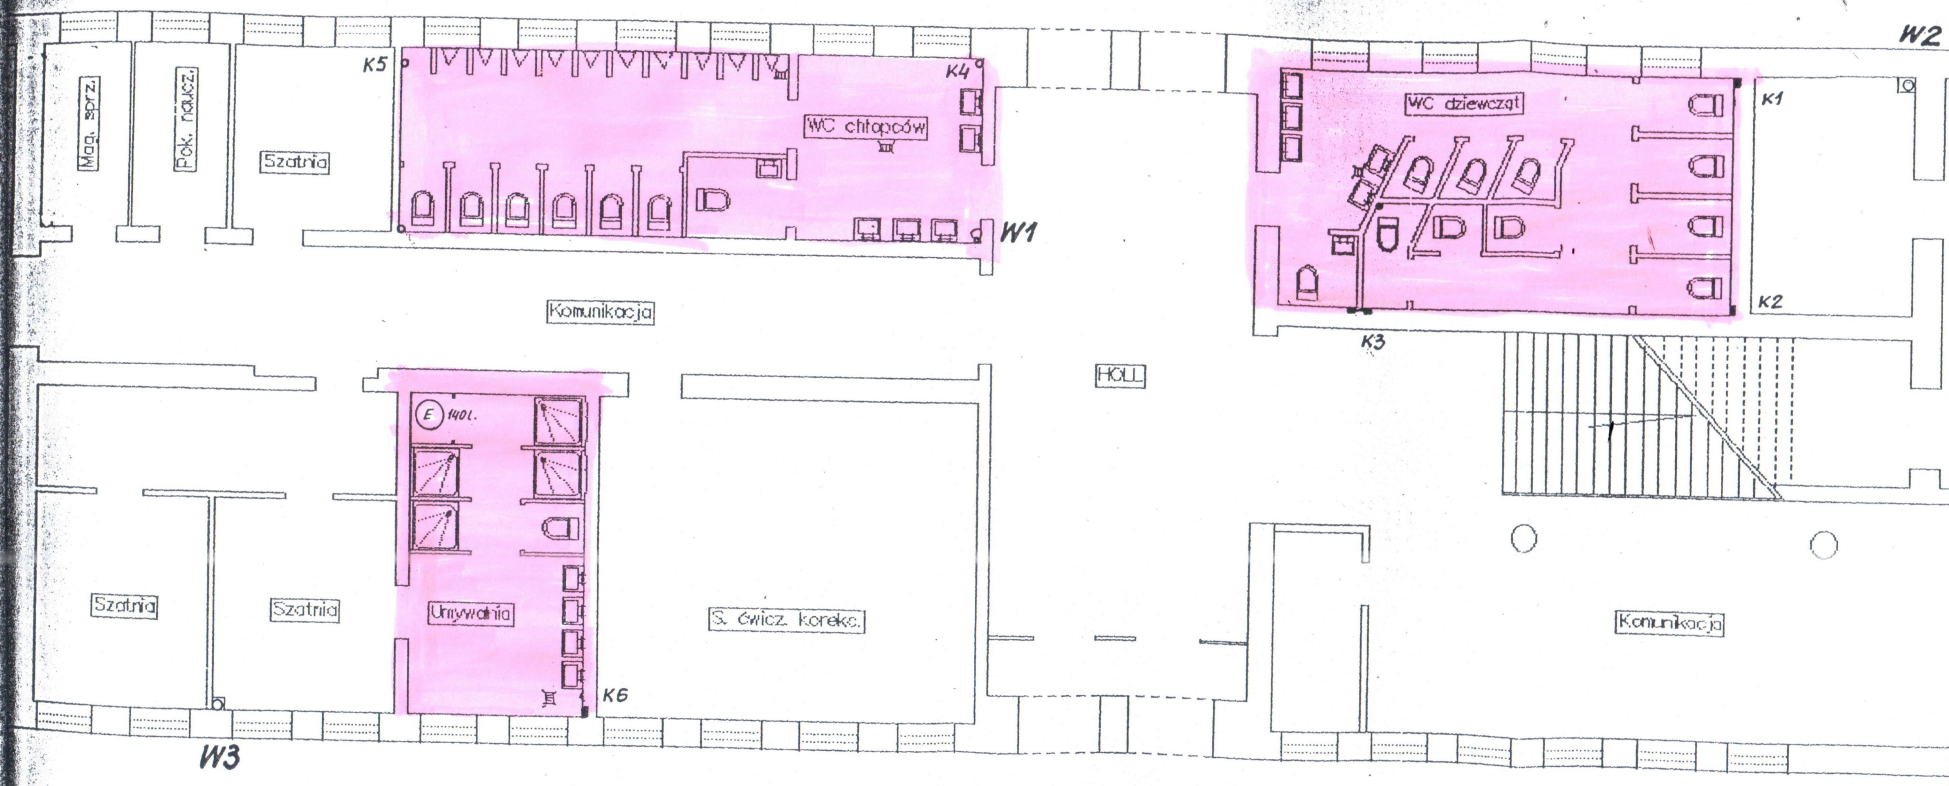 W2
K5
K4
K1
Mag. sprz.
Pok. naucz.
Szatnia
WC chłopców
WC dziewcząt
W1
K2
K3
Komunikacja
HOLL
E 140l.
Szatnia
Szatnia
Umywalnia
S. ćwicz. korekc.
Komunikacja
K6
W3